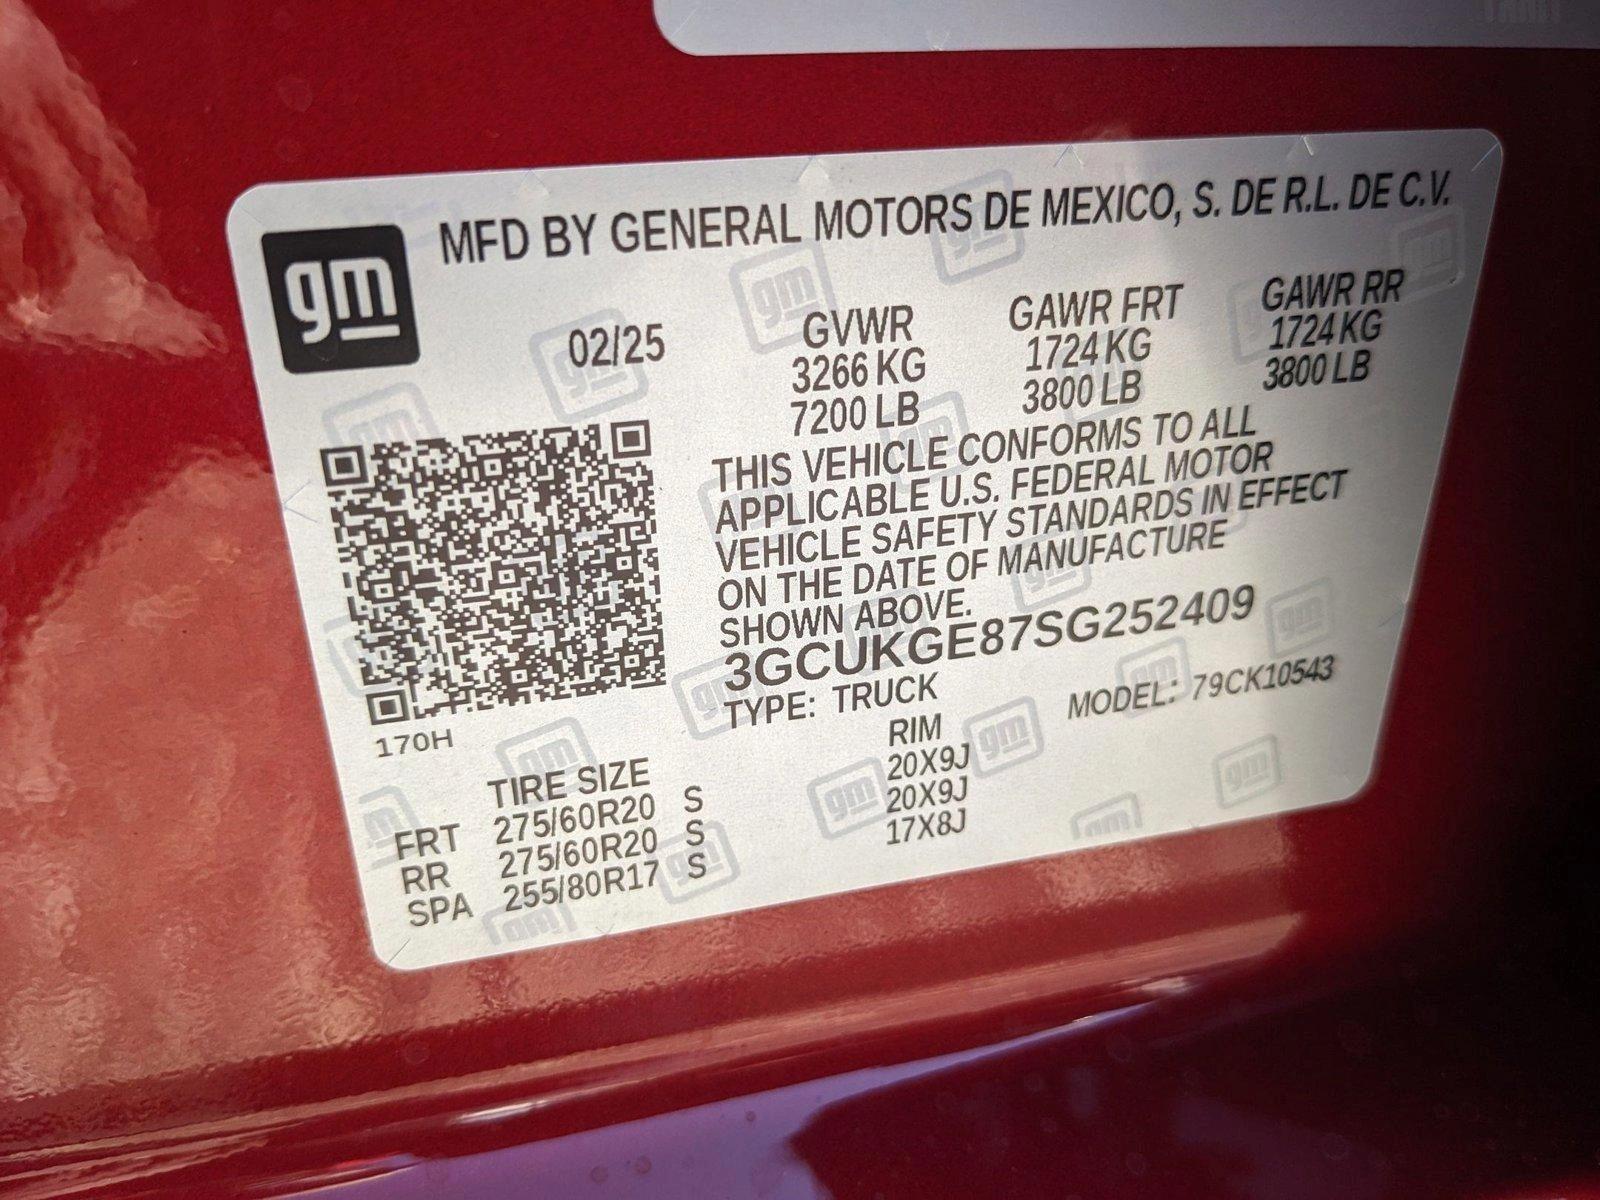 gm
MFD BY GENERAL MOTORS DE MEXICO, S. DE R.L. DE C.V.
02/25
GVWR GAWR FRT GAWR RR
3266 KG 1724 KG 1724 KG
7200 LB 3800 LB 3800 LB
THIS VEHICLE CONFORMS TO ALL
APPLICABLE U.S. FEDERAL MOTOR
VEHICLE SAFETY STANDARDS IN EFFECT
ON THE DATE OF MANUFACTURE
SHOWN ABOVE.
3GCUKGE87SG252409
TYPE: TRUCK MODEL: 79CK10543
170H
TIRE SIZE RIM
FRT 275/60R20 S 20X9J
RR 275/60R20 S 20X9J
SPA 255/80R17 S 17X8J